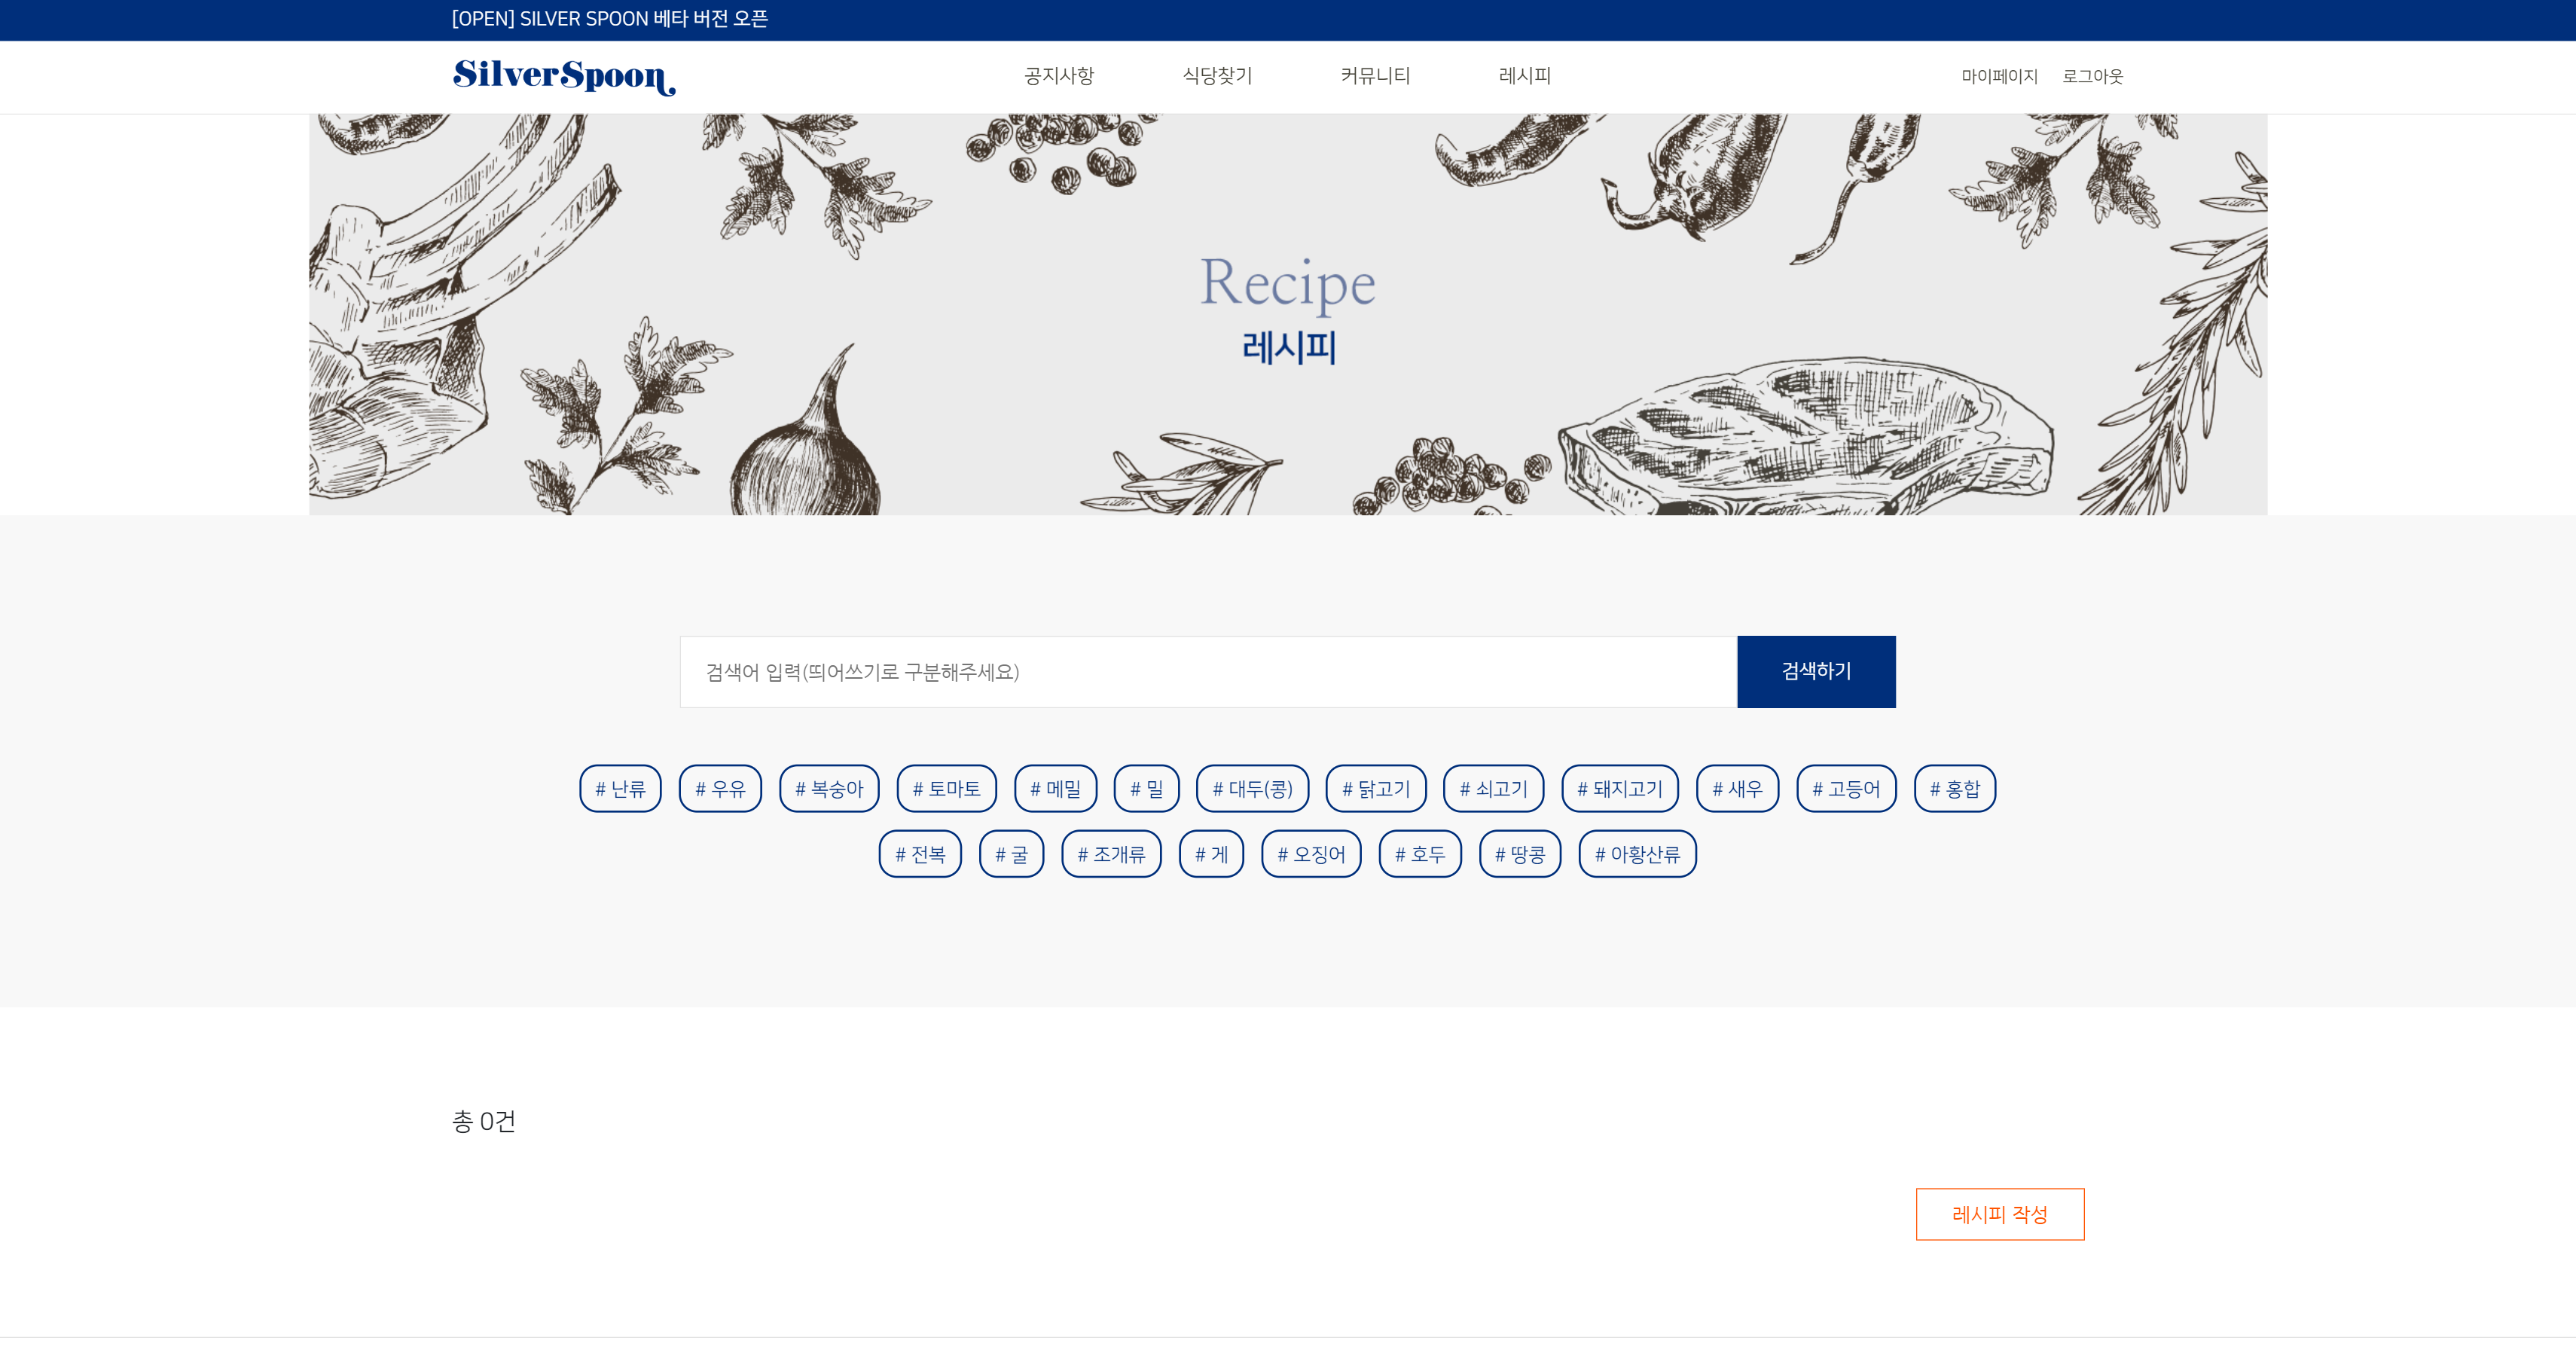 [OPEN] SILVER SPOON 베타 버전 오픈
SilverSpoon
공지사항 식당찾기 커뮤니티 레시피 마이페이지 로그아웃
Recipe
레시피
검색어 입력(띄어쓰기로 구분해주세요) 검색하기
# 난류 # 우유 # 복숭아 # 토마토 # 메밀 # 밀 # 대두(콩) # 닭고기 # 쇠고기 # 돼지고기 # 새우 # 고등어 # 홍합
# 전복 # 굴 # 조개류 # 게 # 오징어 # 호두 # 땅콩 # 아황산류
총 0건
레시피 작성